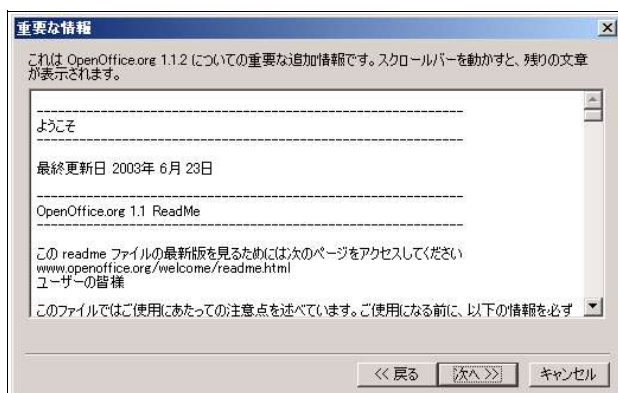 重要な情報
これは OpenOffice.org 1.1.2 についての重要な追加情報です。スクロールバーを動かすと、残りの文章
が表示されます。
------------------------------------------------------------
ようこそ
------------------------------------------------------------
最終更新日 2003年 6月 23日
------------------------------------------------------------
OpenOffice.org 1.1 ReadMe
------------------------------------------------------------
この readme ファイルの最新版を見るためには次のページをアクセスしてください
www.openoffice.org/welcome/readme.html
ユーザーの皆様
このファイルではご使用にあたっての注意点を述べています。ご使用になる前に、以下の情報を必ず
<< 戻る
次へ >>
キャンセル